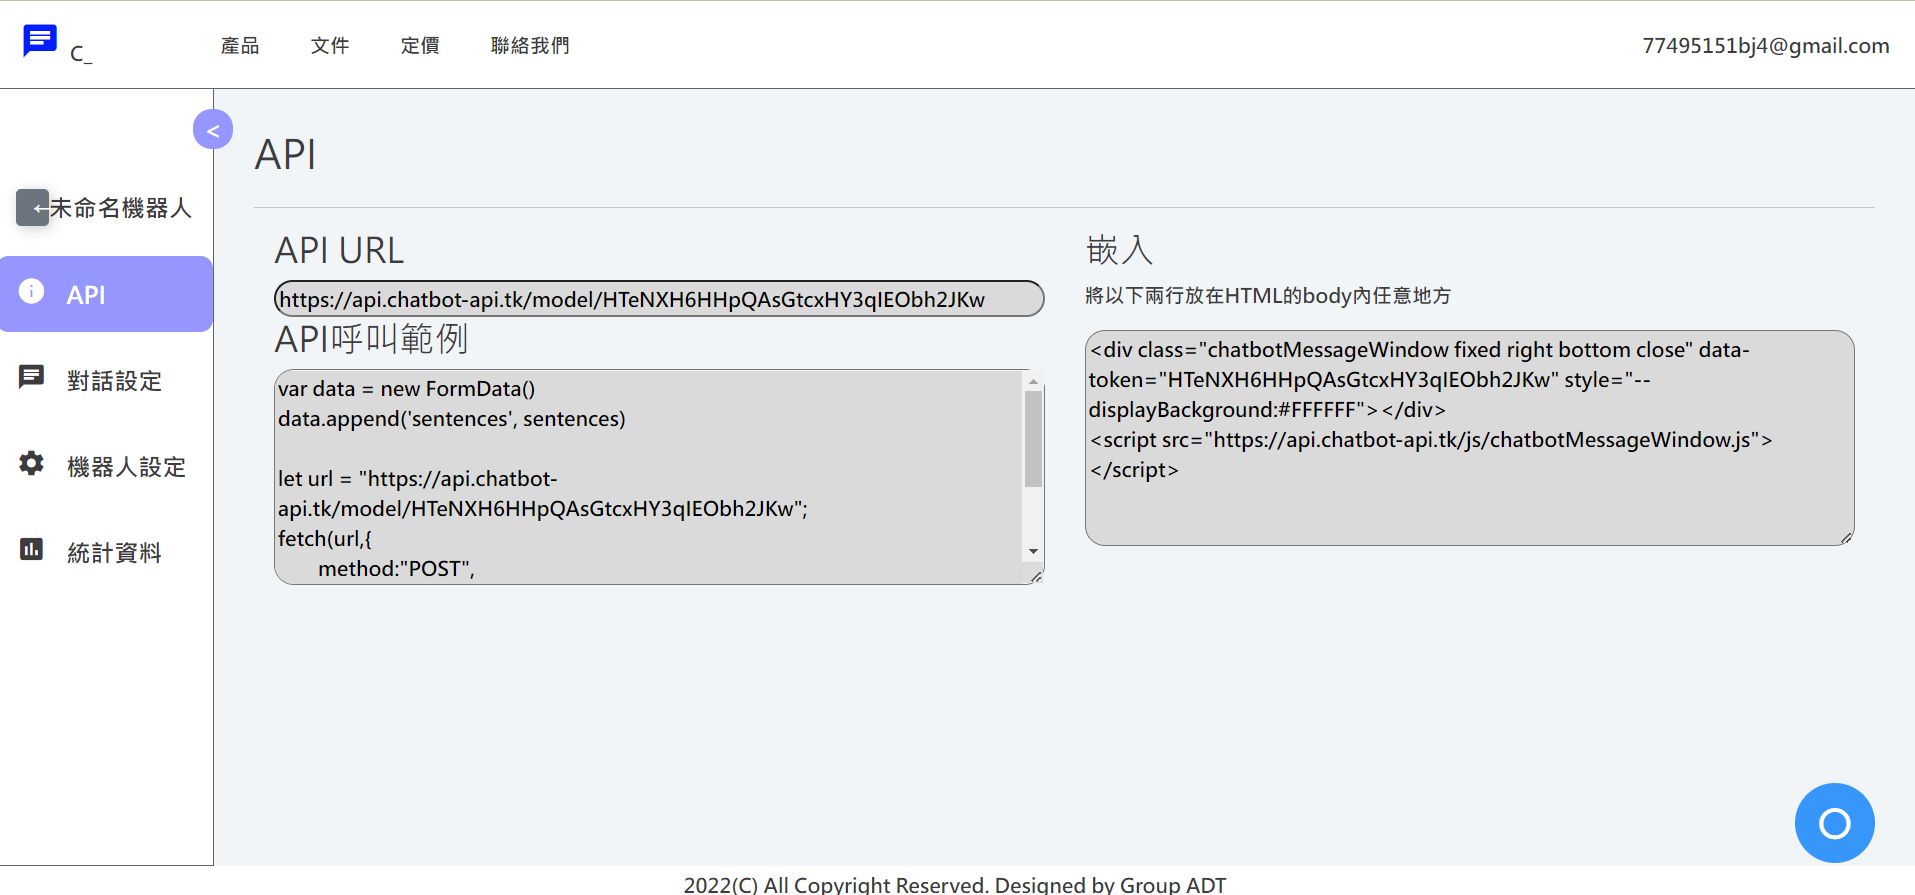 C_
產品
文件
定價
聯絡我們
77495151bj4@gmail.com
<
←未命名機器人
API
對話設定
機器人設定
統計資料
API
API URL
https://api.chatbot-api.tk/model/HTeNXH6HHpQAsGtcxHY3qIEObh2JKw
API呼叫範例
var data = new FormData()
data.append('sentences', sentences)
let url = "https://api.chatbot-
api.tk/model/HTeNXH6HHpQAsGtcxHY3qIEObh2JKw";
fetch(url,{
method:"POST",
嵌入
將以下兩行放在HTML的body內任意地方
<div class="chatbotMessageWindow fixed right bottom close" data-
token="HTeNXH6HHpQAsGtcxHY3qIEObh2JKw" style="--
displayBackground:#FFFFFF"></div>
<script src="https://api.chatbot-api.tk/js/chatbotMessageWindow.js">
</script>
2022(C) All Copyright Reserved. Designed by Group ADT